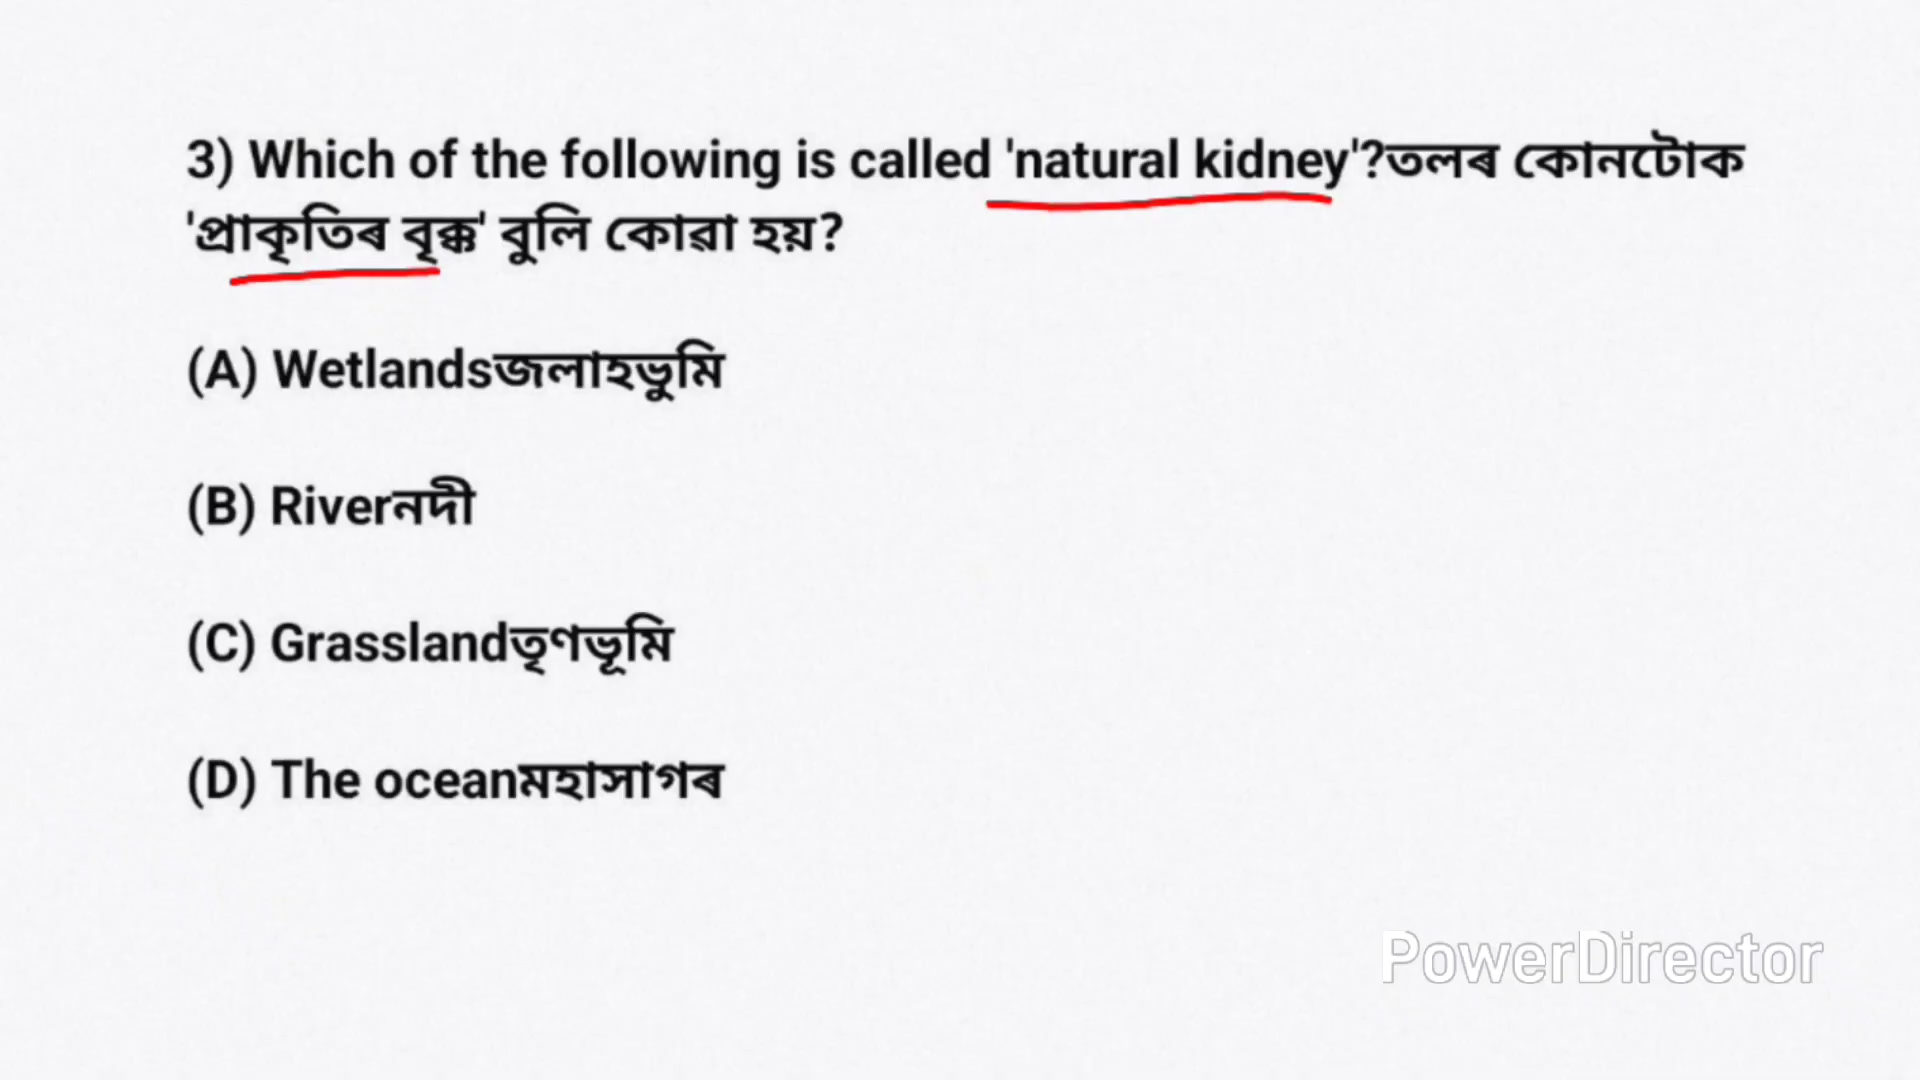 3) Which of the following is called 'natural kidney'?তলৰ কোনটোক
'প্ৰাকৃতিৰ বৃক্ক' বুলি কোৱা হয়?
(A) Wetlandsজলাহভুমি
(B) Riverনদী
(C) Grasslandতৃণভূমি
(D) The oceanমহাসাগৰ
PowerDirector